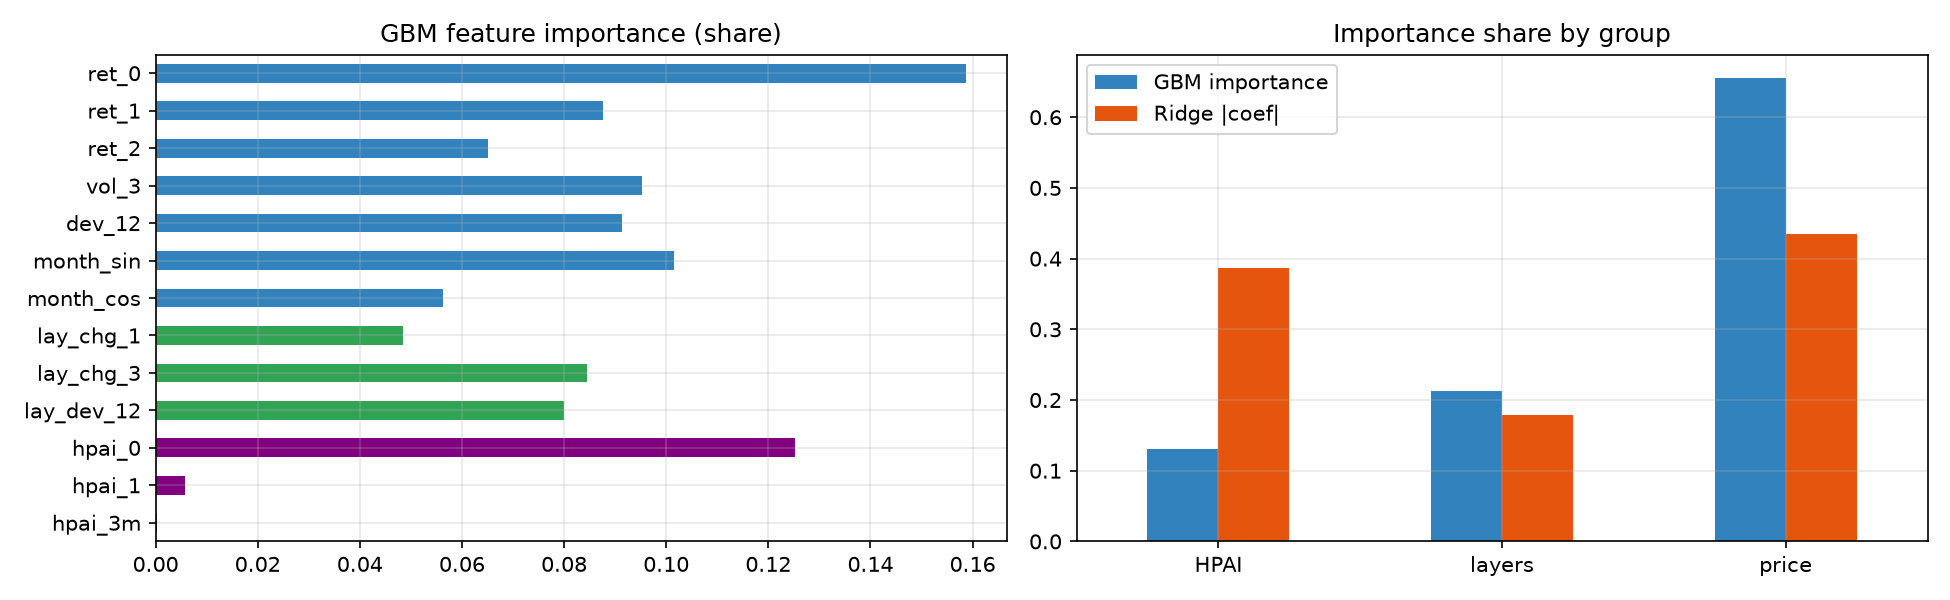 GBM feature importance (share)
ret_0
ret_1
ret_2
vol_3
dev_12
month_sin
month_cos
lay_chg_1
lay_chg_3
lay_dev_12
hpai_0
hpai_1
hpai_3m
0.00 0.02 0.04 0.06 0.08 0.10 0.12 0.14 0.16
Importance share by group
GBM importance
Ridge |coef|
0.6
0.5
0.4
0.3
0.2
0.1
0.0
HPAI layers price